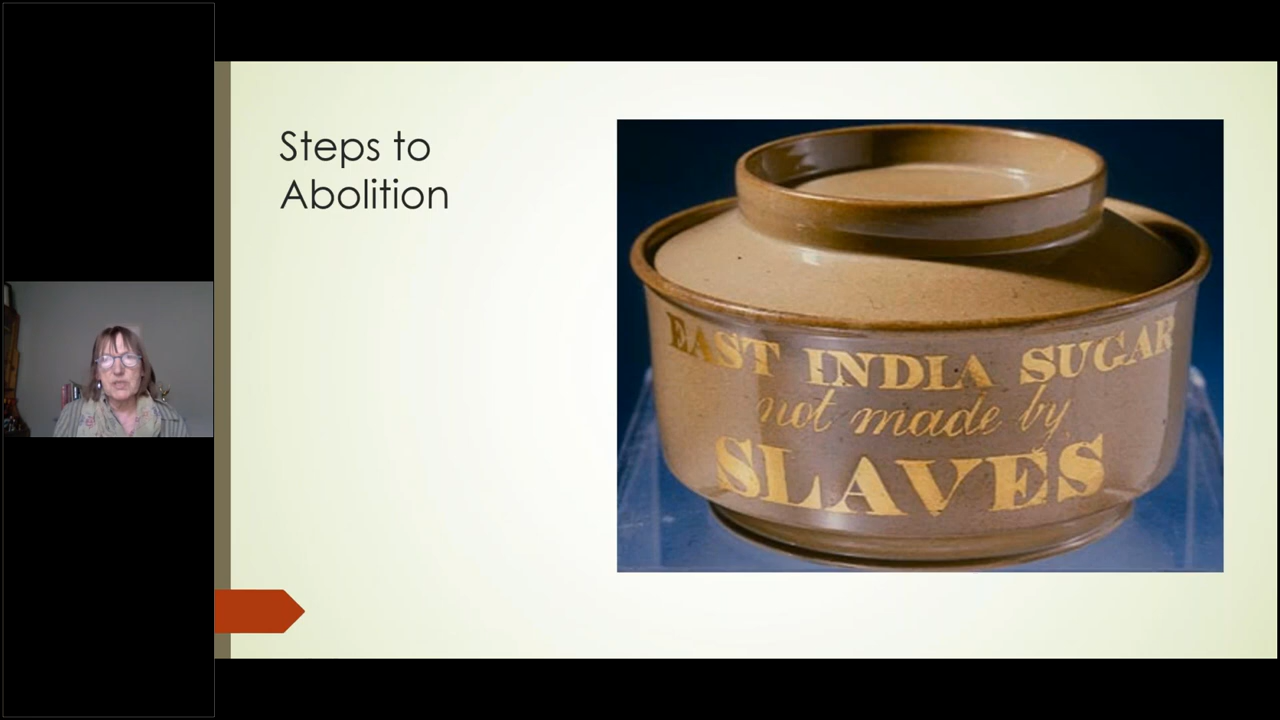 Steps to
Abolition
EAST INDIA SUGAR
not made by
SLAVES